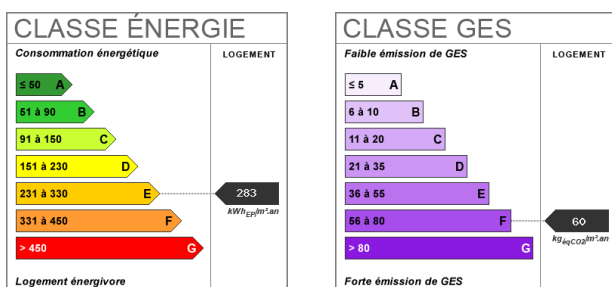 CLASSE ÉNERGIE
Consommation énergétique
LOGEMENT
≤ 50 A
51 à 90 B
91 à 150 C
151 à 230 D
231 à 330 E
283
kWhEP/m².an
331 à 450 F
> 450 G
Logement énergivore
CLASSE GES
Faible émission de GES
LOGEMENT
≤ 5 A
6 à 10 B
11 à 20 C
21 à 35 D
36 à 55 E
56 à 80 F
60
kgéqCO2/m².an
> 80 G
Forte émission de GES